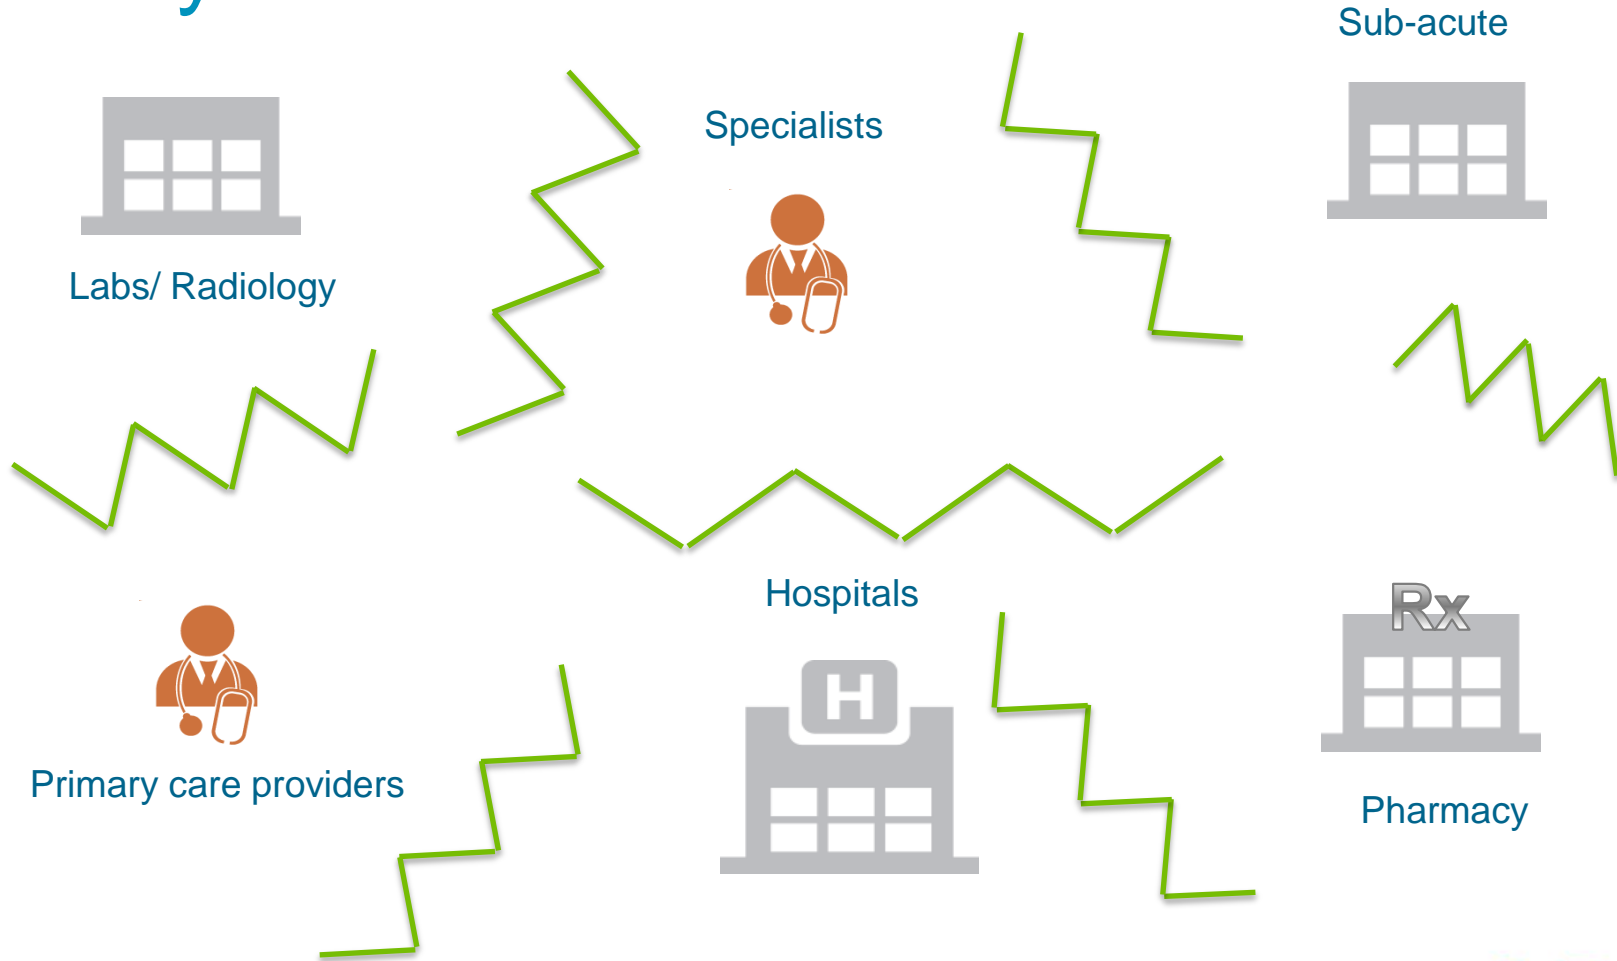 Sub-acute
Specialists
Labs/ Radiology
Hospitals
H
Rx
Primary care providers
Pharmacy